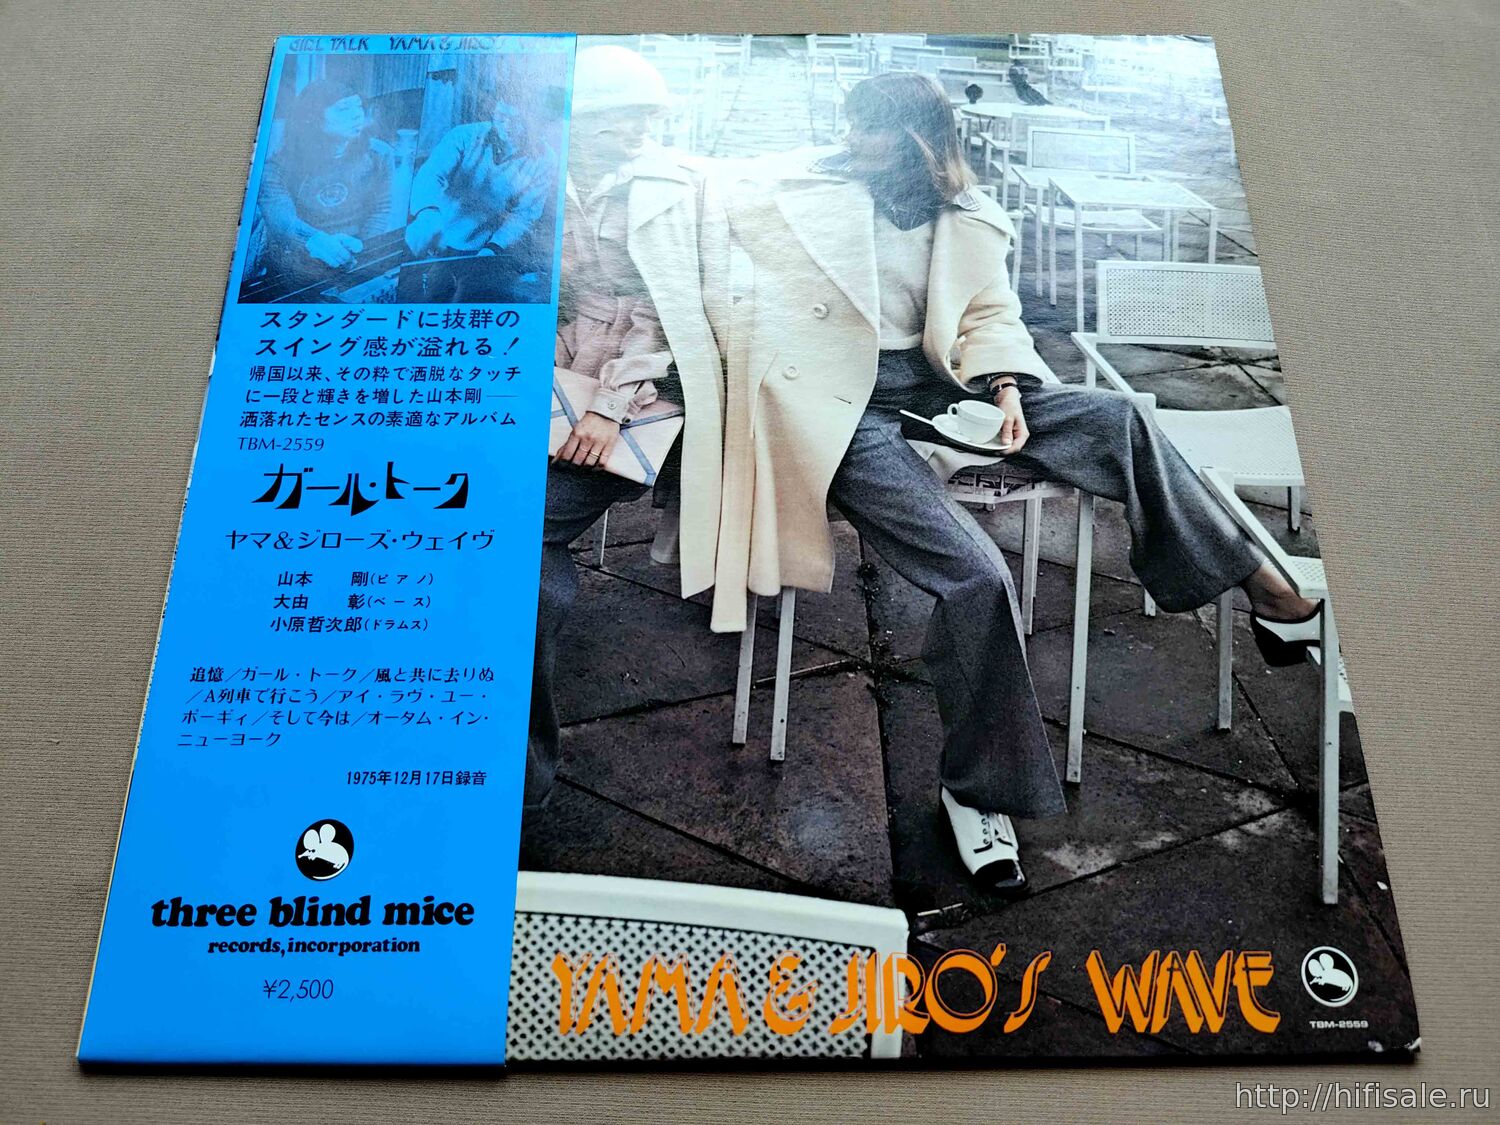 GIRL TALK YAMA & JIRO'S WAVE
スタンダードに抜群の
スイング感が溢れる!
帰国以来、その粋で洒脱なタッチ
に一段と輝きを増した山本剛——
洒落れたセンスの素適なアルバム
TBM-2559
ガール・トーク
ヤマ&ジローズ・ウェイヴ
山本 剛(ピアノ)
大由 彰(ベース)
小原哲次郎(ドラムス)
追憶/ガール・トーク/風と共に去りぬ
/A列車で行こう/アイ・ラヴ・ユー・
ポーギィ/そして今は/オータム・イン・
ニューヨーク
1975年12月17日録音
three blind mice
records, incorporation
¥2,500
YAMA & JIRO'S WAVE
TBM-2559
http://hifisale.ru